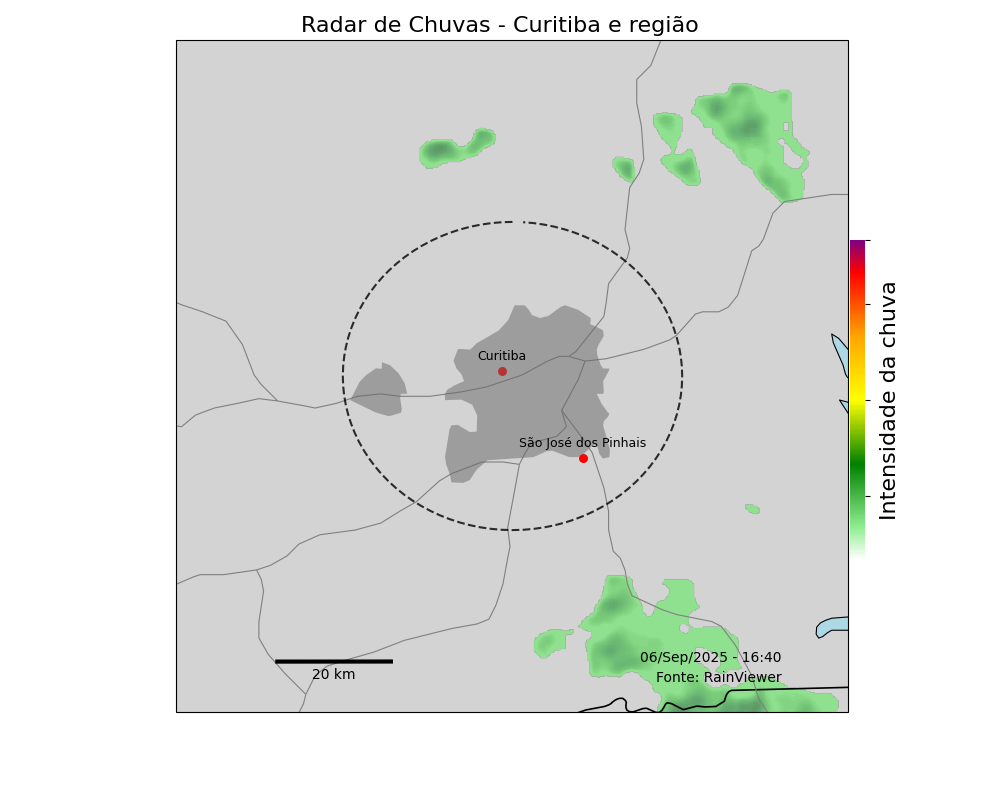 Radar de Chuvas - Curitiba e região
Curitiba
São José dos Pinhais
Intensidade da chuva
06/Sep/2025 - 16:40
Fonte: RainViewer
20 km